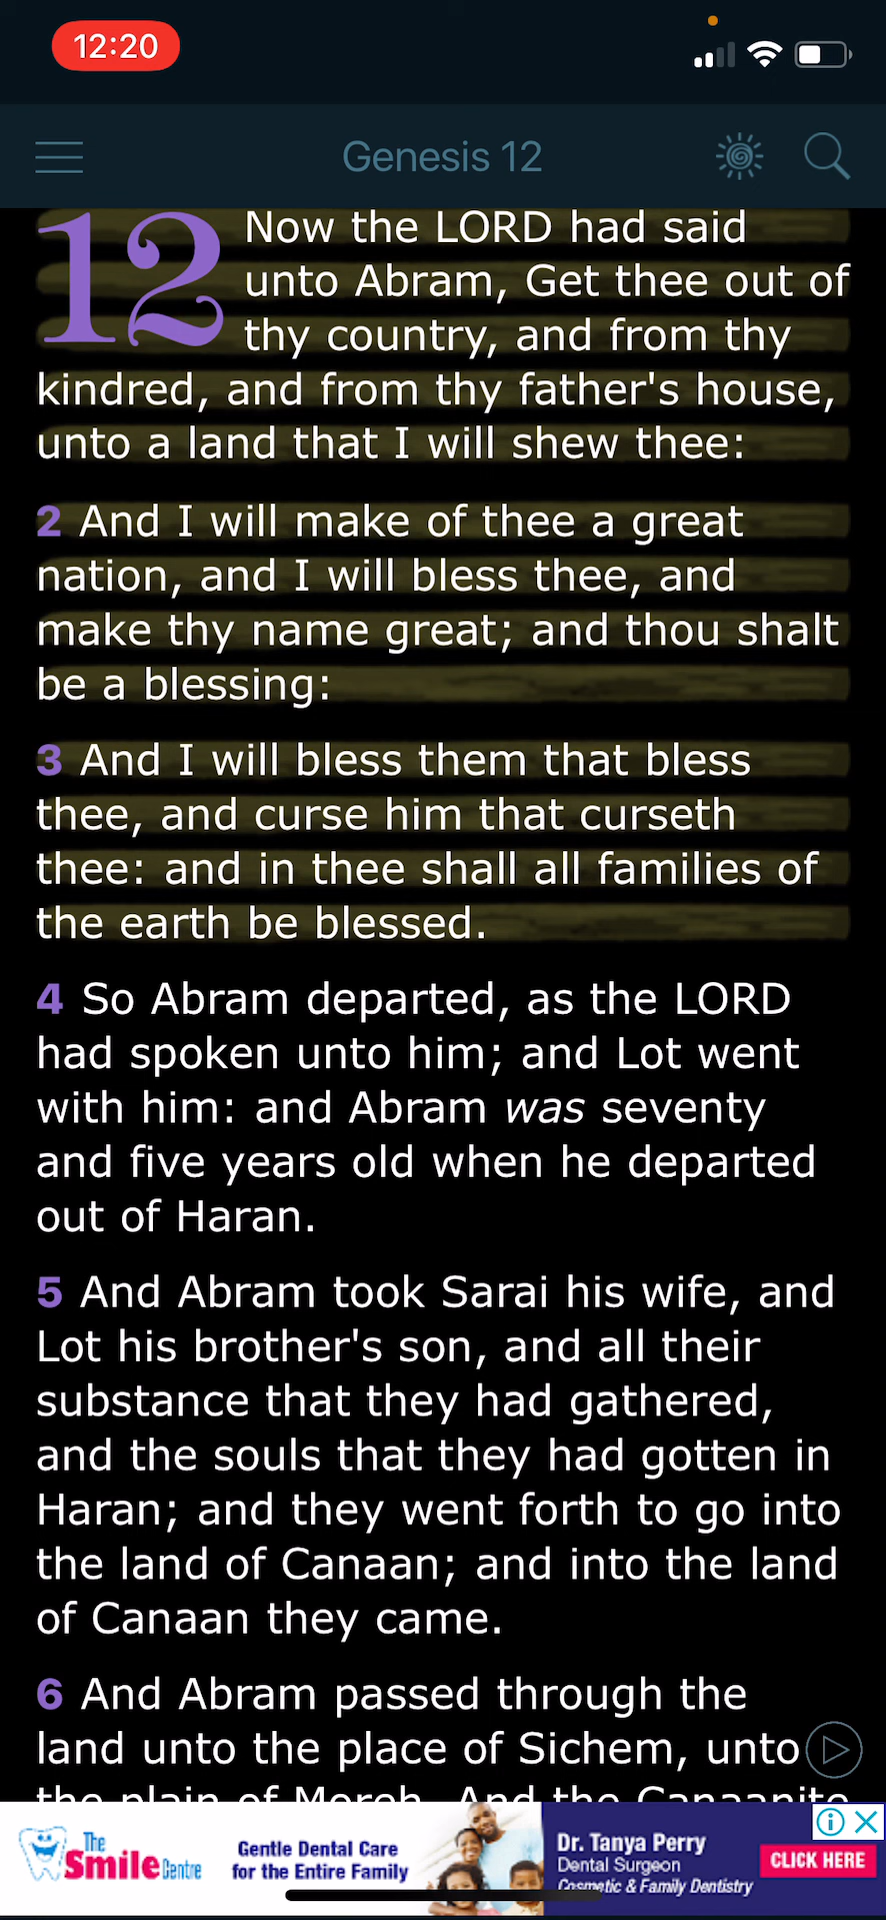 12:20
Genesis 12
12 Now the LORD had said
unto Abram, Get thee out of
thy country, and from thy
kindred, and from thy father's house,
unto a land that I will shew thee:
2 And I will make of thee a great
nation, and I will bless thee, and
make thy name great; and thou shalt
be a blessing:
3 And I will bless them that bless
thee, and curse him that curseth
thee: and in thee shall all families of
the earth be blessed.
4 So Abram departed, as the LORD
had spoken unto him; and Lot went
with him: and Abram was seventy
and five years old when he departed
out of Haran.
5 And Abram took Sarai his wife, and
Lot his brother's son, and all their
substance that they had gathered,
and the souls that they had gotten in
Haran; and they went forth to go into
the land of Canaan; and into the land
of Canaan they came.
6 And Abram passed through the
land unto the place of Sichem, unto
the plain of Moreh. And the Canaanite
The
Smile Centre
Gentle Dental Care
for the Entire Family
Dr. Tanya Perry
Dental Surgeon
Cosmetic & Family Dentistry
CLICK HERE